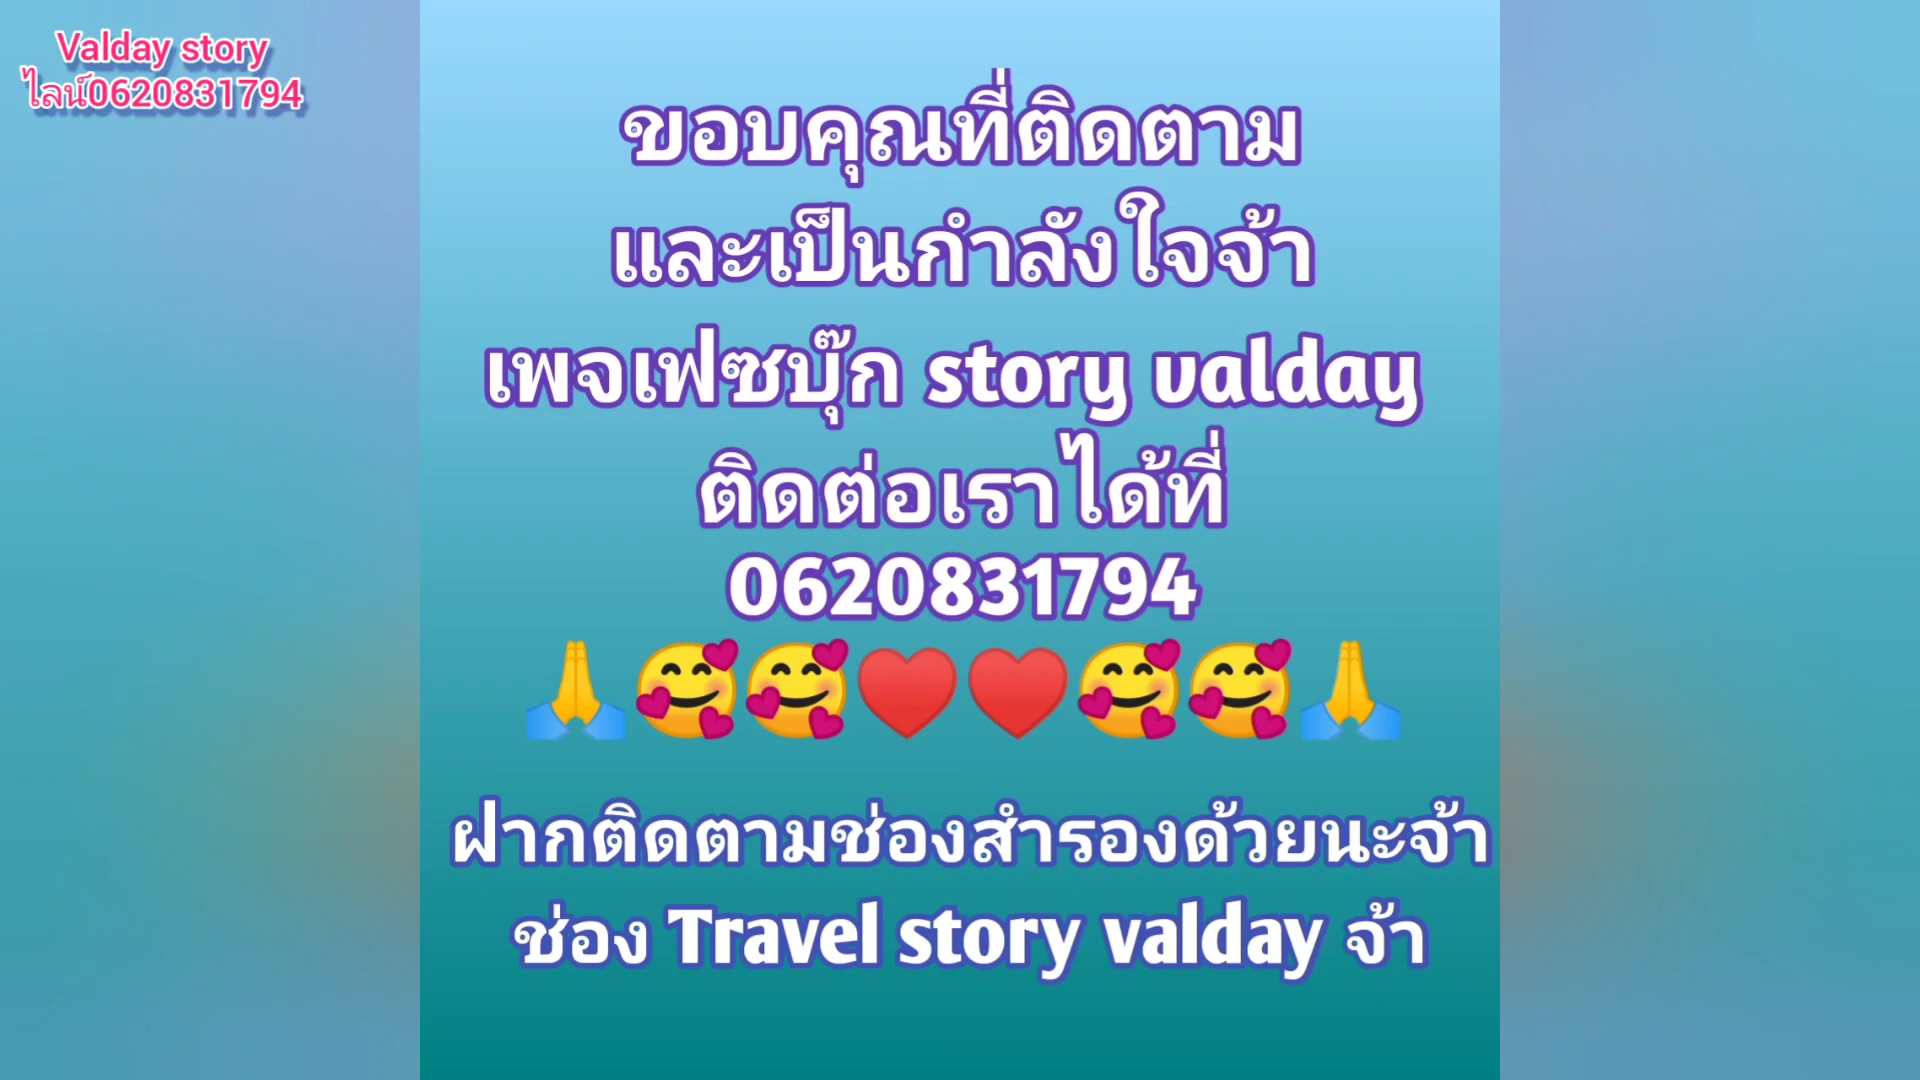 Valday story
ไลน์0620831794
ขอบคุณที่ติดตาม
และเป็นกำลังใจจ้า
เพจเฟซบุ๊ก story valday
ติดต่อเราได้ที่
0620831794
🙏🥰🥰♥️♥️🥰🥰🙏
ฝากติดตามช่องสำรองด้วยนะจ้า
ช่อง Travel story valday จ้า